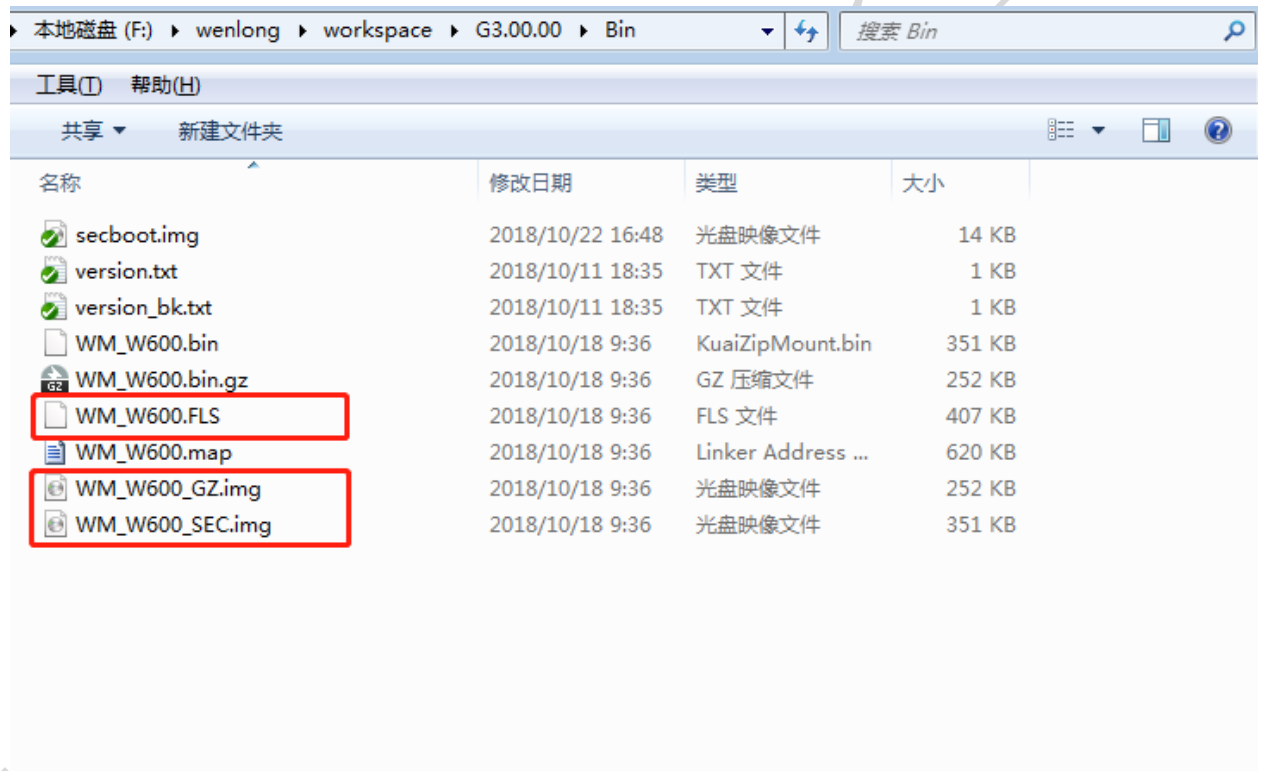 本地磁盘 (F:) wenlong workspace G3.00.00 Bin 搜索 Bin
工具(T) 帮助(H)
共享 新建文件夹
名称 修改日期 类型 大小
secboot.img 2018/10/22 16:48 光盘映像文件 14 KB
version.txt 2018/10/11 18:35 TXT 文件 1 KB
version_bk.txt 2018/10/11 18:35 TXT 文件 1 KB
WM_W600.bin 2018/10/18 9:36 KuaiZipMount.bin 351 KB
GZ WM_W600.bin.gz 2018/10/18 9:36 GZ 压缩文件 252 KB
WM_W600.FLS 2018/10/18 9:36 FLS 文件 407 KB
WM_W600.map 2018/10/18 9:36 Linker Address ... 620 KB
WM_W600_GZ.img 2018/10/18 9:36 光盘映像文件 252 KB
WM_W600_SEC.img 2018/10/18 9:36 光盘映像文件 351 KB